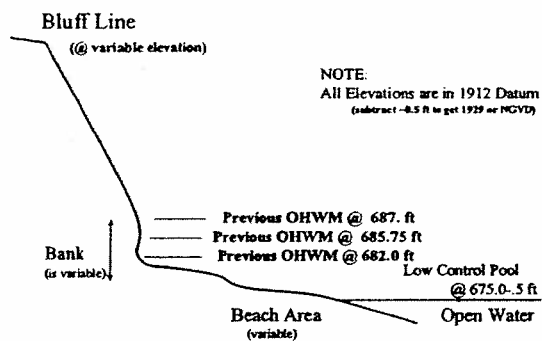 Bluff Line
(@ variable elevation)
NOTE:
All Elevations are in 1912 Datum
(subtract ~0.5 ft to get 1929 or NGVD)
Previous OHWM @ 687. ft
Previous OHWM @ 685.75 ft
Previous OHWM @ 682.0 ft
Bank
(is variable)
Low Control Pool
@ 675.0-.5 ft
Beach Area
(variable)
Open Water